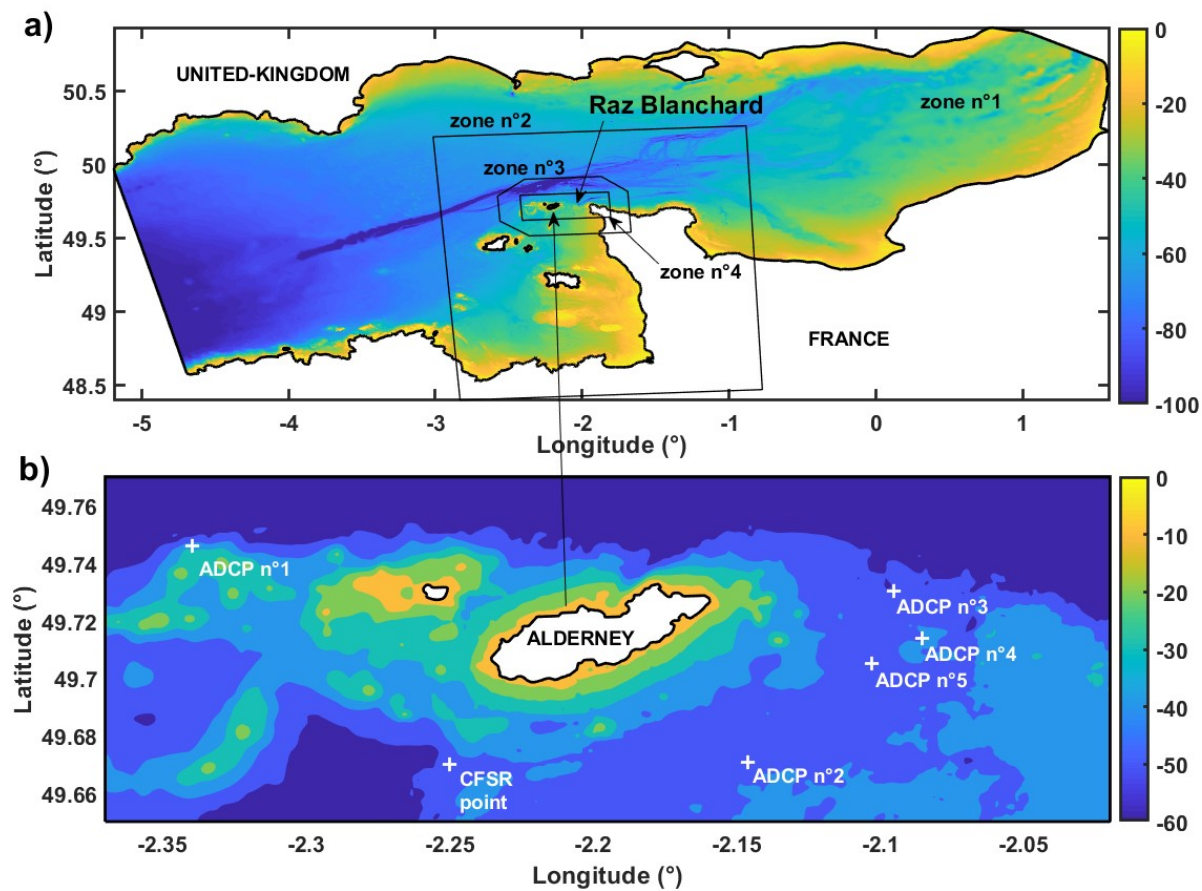 a)
UNITED-KINGDOM
Raz Blanchard
zone n°1
zone n°2
zone n°3
zone n°4
FRANCE
Latitude (°)
50.5
50
49.5
49
48.5
-5
-4
-3
-2
-1
0
1
Longitude (°)
0
-20
-40
-60
-80
-100
b)
49.76
49.74
49.72
49.7
49.68
49.66
Latitude (°)
ADCP n°1
ALDERNEY
ADCP n°3
ADCP n°4
ADCP n°5
CFSR
point
ADCP n°2
-2.35
-2.3
-2.25
-2.2
-2.15
-2.1
-2.05
Longitude (°)
0
-10
-20
-30
-40
-50
-60